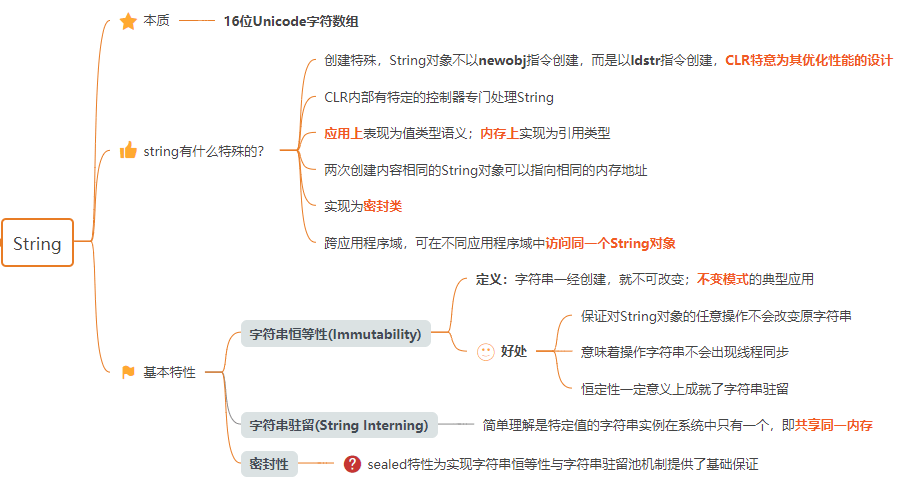 String
本质
16位Unicode字符数组
string有什么特殊的？
创建特殊，String对象不以newobj指令创建，而是以ldstr指令创建，CLR特意为其优化性能的设计
CLR内部有特定的控制器专门处理String
应用上表现为值类型语义；内存上实现为引用类型
两次创建内容相同的String对象可以指向相同的内存地址
实现为密封类
跨应用程序域，可在不同应用程序域中访问同一个String对象
基本特性
字符串恒等性(Immutability)
定义：字符串一经创建，就不可改变；不变模式的典型应用
好处
保证对String对象的任意操作不会改变原字符串
意味着操作字符串不会出现线程同步
恒定性一定意义上成就了字符串驻留
字符串驻留(String Interning)
简单理解是特定值的字符串实例在系统中只有一个，即共享同一内存
密封性
sealed特性为实现字符串恒等性与字符串驻留池机制提供了基础保证